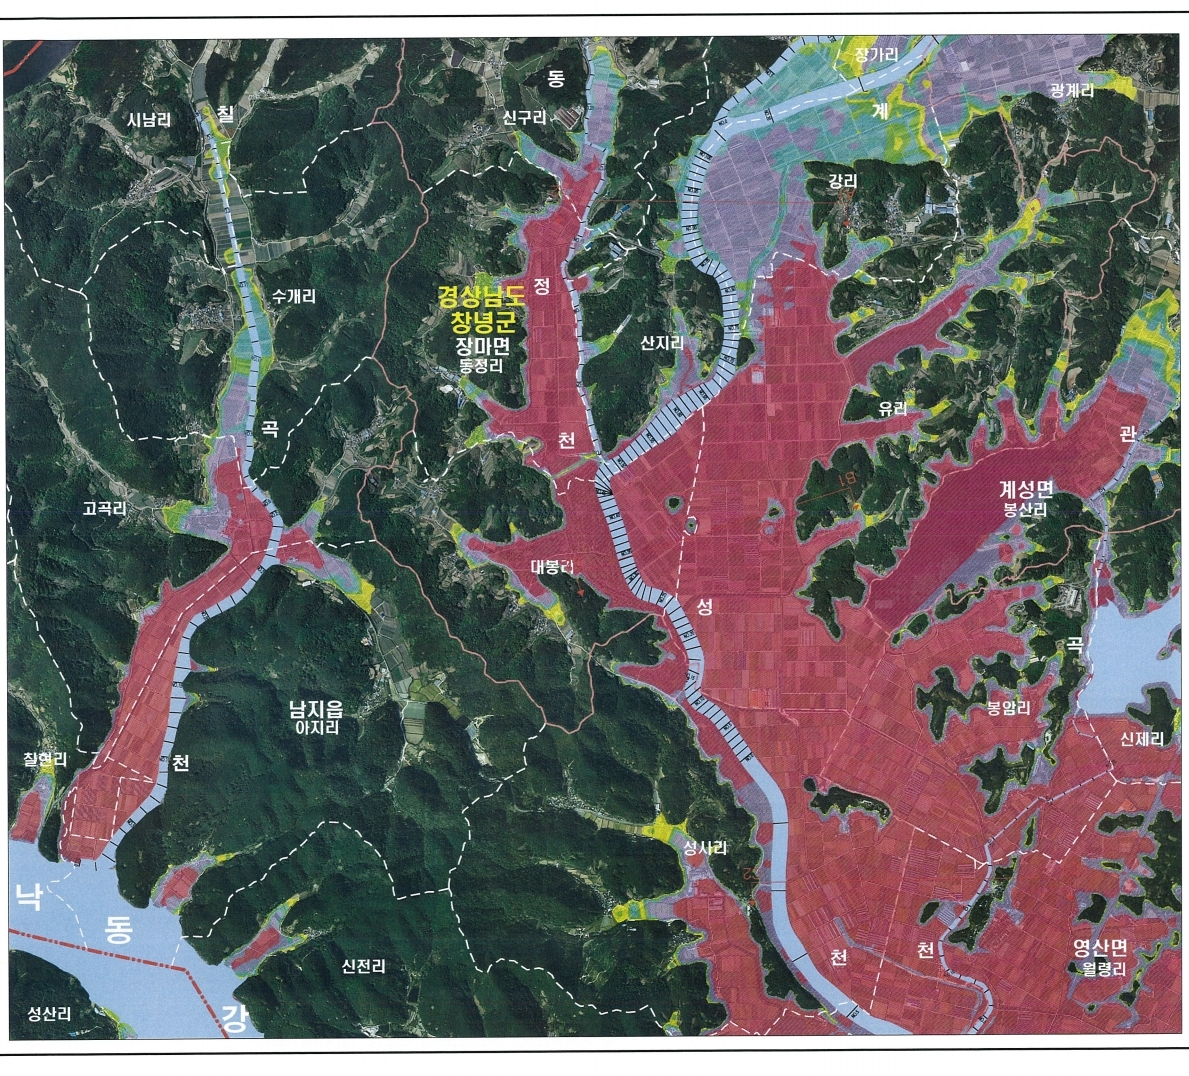 장가리
동
계
광계리
시남리
칠
신구리
강리
정
수개리
경상남도
창녕군
장마면
동정리
산지리
유리
관
곡
천
계성면
봉산리
고곡리
대봉리
성
곡
남지읍
아지리
봉암리
신제리
칠현리
천
성사리
낙
동
강
천
천
영산면
월령리
신전리
성산리